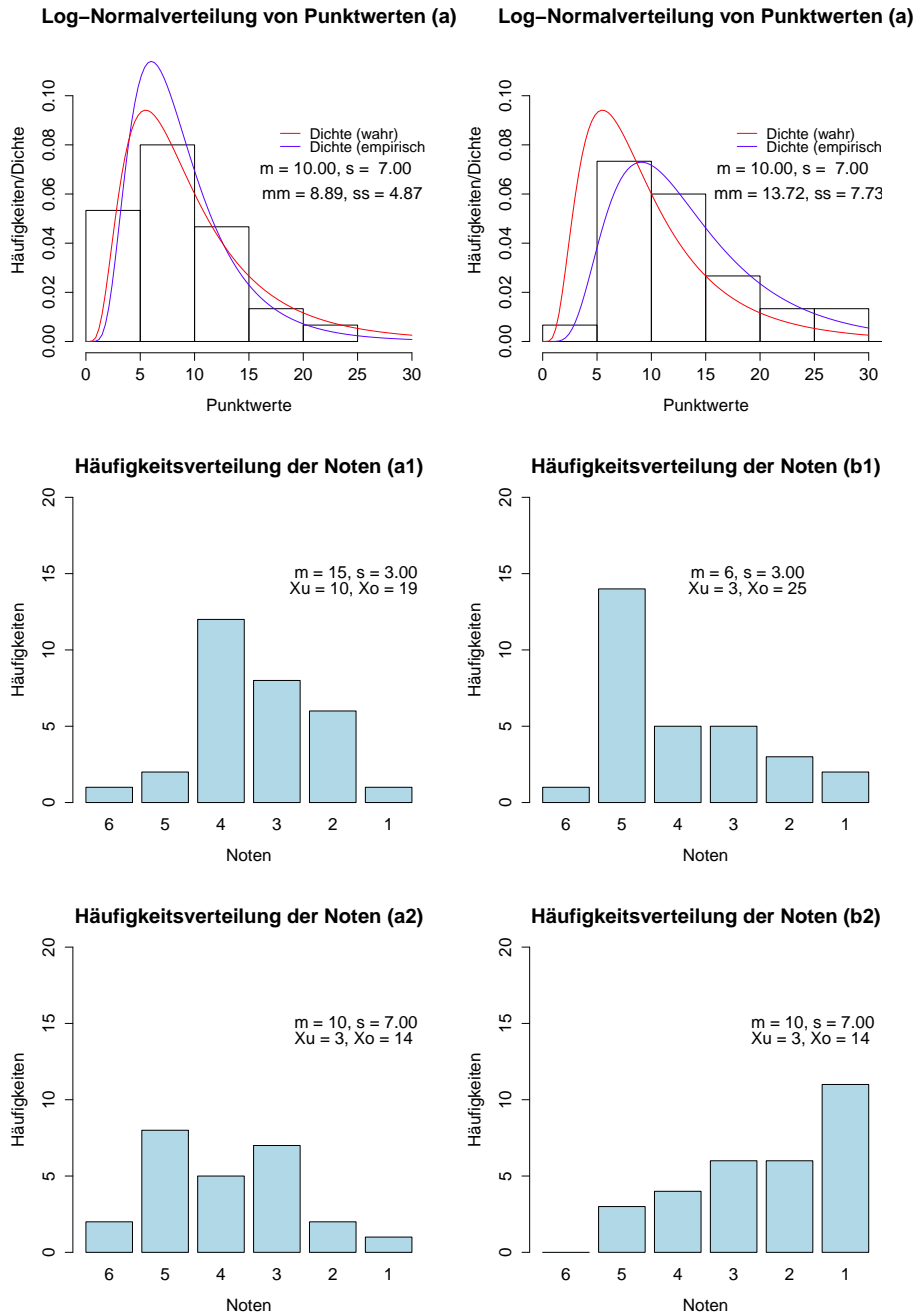 Log−Normalverteilung von Punktwerten (a)
Häufigkeiten/Dichte
0.00 0.02 0.04 0.06 0.08 0.10
Dichte (wahr)
Dichte (empirisch
m = 10.00, s = 7.00
mm = 8.89, ss = 4.87
0 5 10 15 20 25 30
Punktwerte
Log−Normalverteilung von Punktwerten (a)
Häufigkeiten/Dichte
0.00 0.02 0.04 0.06 0.08 0.10
Dichte (wahr)
Dichte (empirisch
m = 10.00, s = 7.00
mm = 13.72, ss = 7.73
0 5 10 15 20 25 30
Punktwerte
Häufigkeitsverteilung der Noten (a1)
Häufigkeiten
0 5 10 15 20
m = 15, s = 3.00
Xu = 10, Xo = 19
6 5 4 3 2 1
Noten
Häufigkeitsverteilung der Noten (b1)
Häufigkeiten
0 5 10 15 20
m = 6, s = 3.00
Xu = 3, Xo = 25
6 5 4 3 2 1
Noten
Häufigkeitsverteilung der Noten (a2)
Häufigkeiten
0 5 10 15 20
m = 10, s = 7.00
Xu = 3, Xo = 14
6 5 4 3 2 1
Noten
Häufigkeitsverteilung der Noten (b2)
Häufigkeiten
0 5 10 15 20
m = 10, s = 7.00
Xu = 3, Xo = 14
6 5 4 3 2 1
Noten